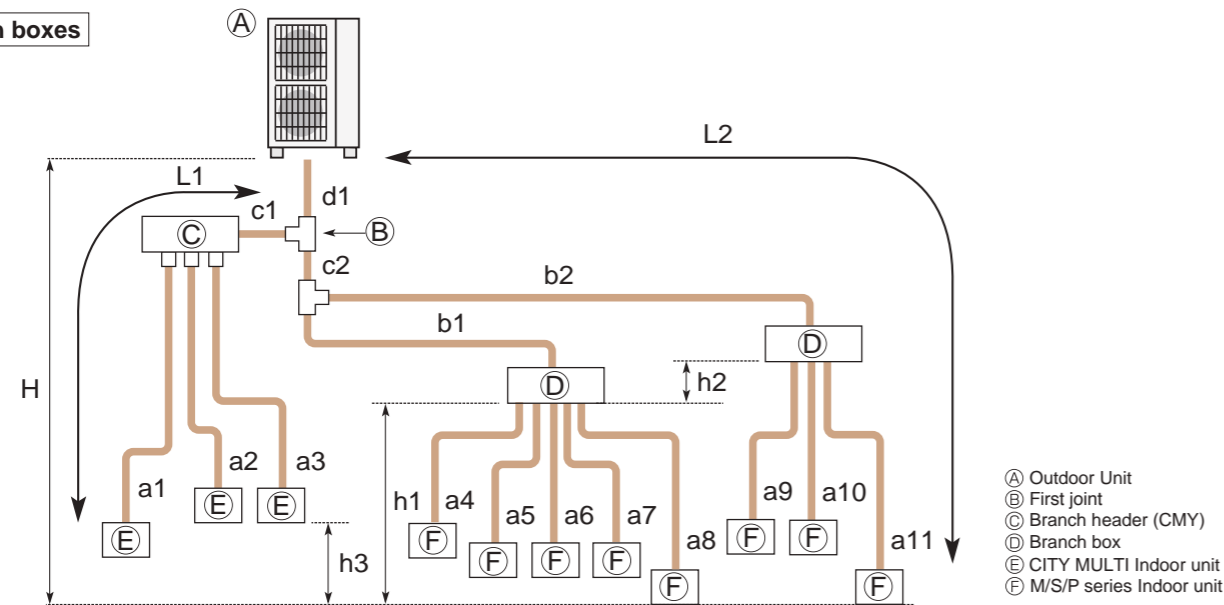 boxes
Ⓐ
L2
L1
d1
c1
Ⓒ
Ⓑ
c2
b2
b1
Ⓓ
H
Ⓓ
h2
a1
a2
a3
h1
a4
a5
a6
a7
a8
a9
a10
a11
Ⓔ
Ⓔ
Ⓔ
h3
Ⓕ
Ⓕ
Ⓕ
Ⓕ
Ⓕ
Ⓕ
Ⓕ
Ⓕ
Ⓐ Outdoor Unit
Ⓑ First joint
Ⓒ Branch header (CMY)
Ⓓ Branch box
Ⓔ CITY MULTI Indoor unit
Ⓕ M/S/P series Indoor unit